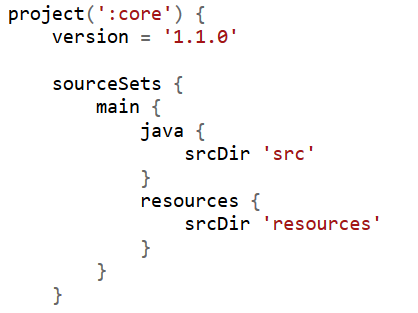 project(':core') {
    version = '1.1.0'

    sourceSets {
        main {
            java {
                srcDir 'src'
            }
            resources {
                srcDir 'resources'
            }
        }
    }